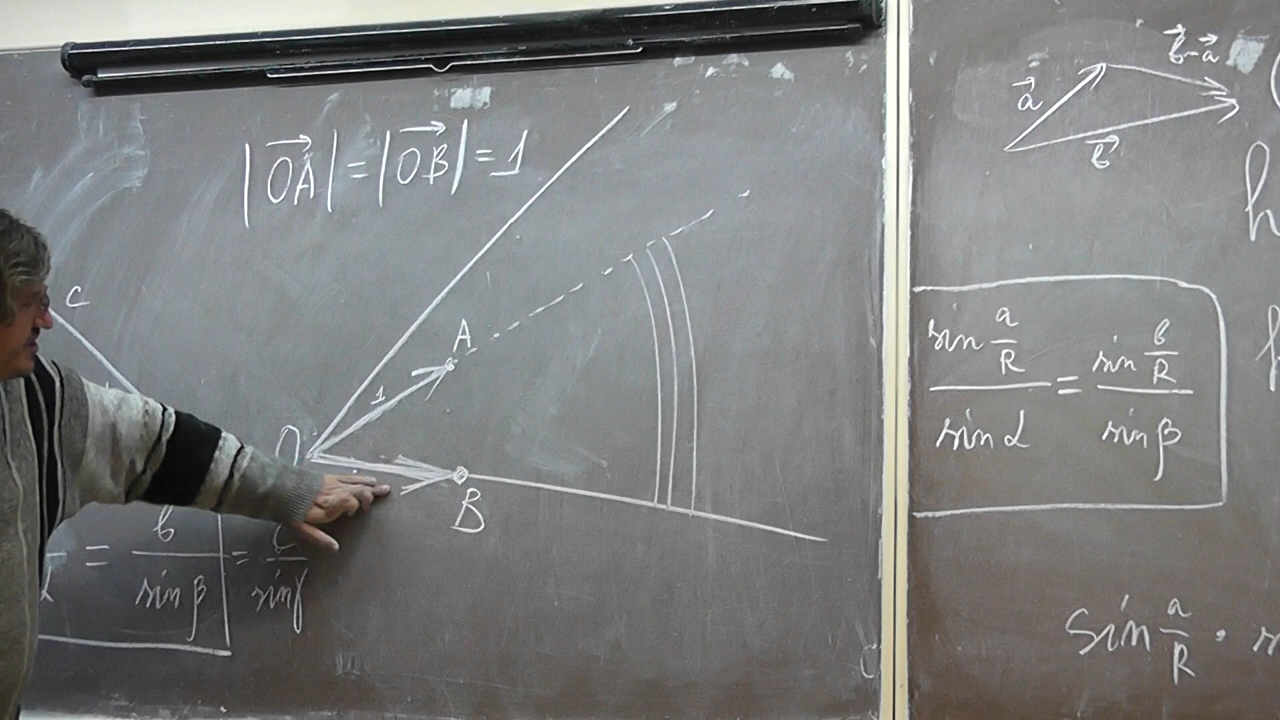 |OA| = |OB| = 1
C
A
1
O
B
= в/sin β = c/sin γ
a
в-a
в
sin a/R / sin α = sin в/R / sin β
sin a/R ·